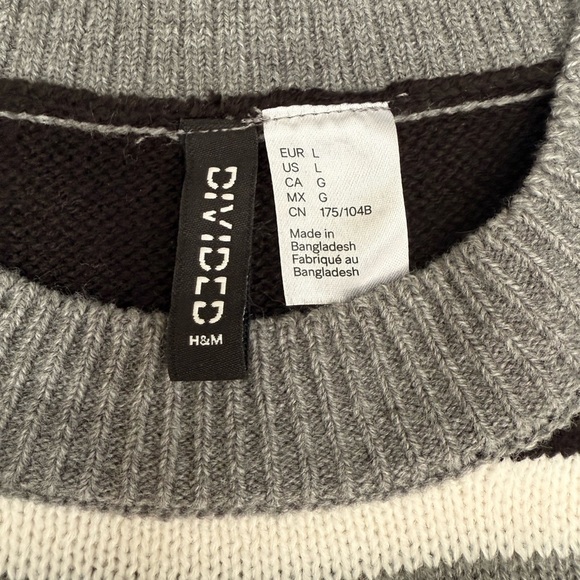 DIVIDED
H&M
EUR L
US L
CA G
MX G
CN 175/104B
Made in
Bangladesh
Fabriqué au
Bangladesh